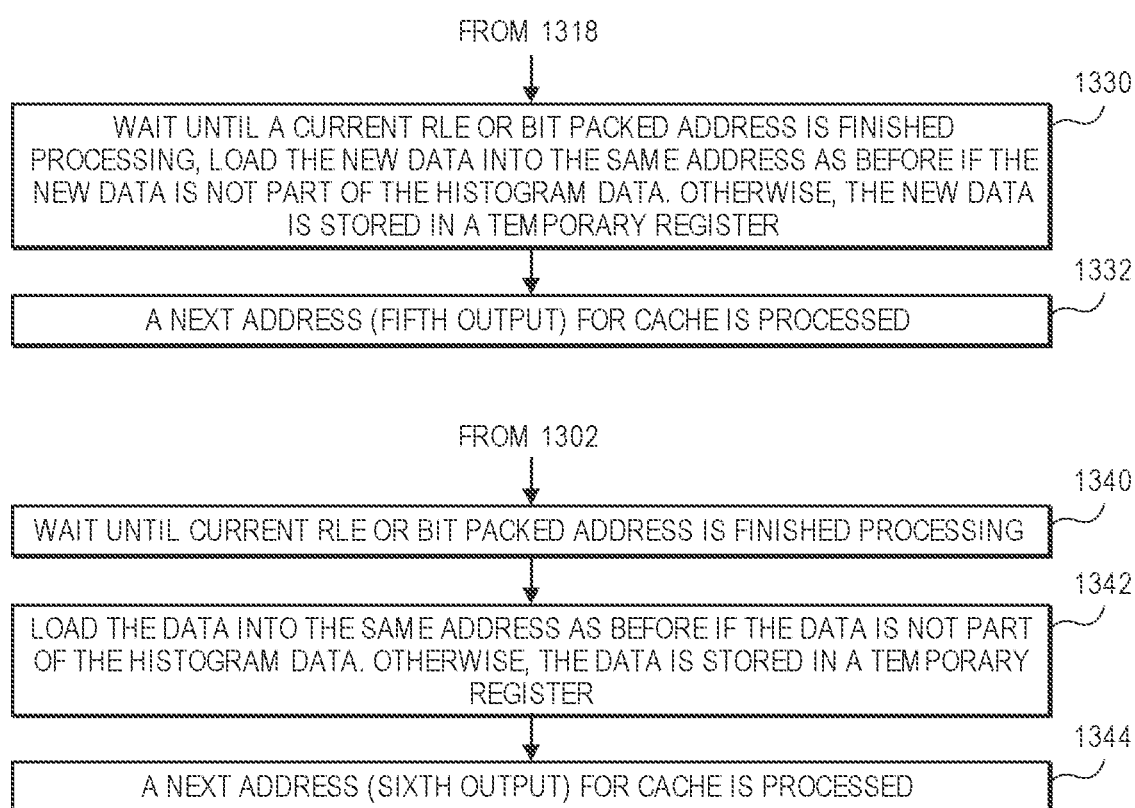 FROM 1318
1330
WAIT UNTIL A CURRENT RLE OR BIT PACKED ADDRESS IS FINISHED
PROCESSING, LOAD THE NEW DATA INTO THE SAME ADDRESS AS BEFORE IF THE
NEW DATA IS NOT PART OF THE HISTOGRAM DATA. OTHERWISE, THE NEW DATA
IS STORED IN A TEMPORARY REGISTER
1332
A NEXT ADDRESS (FIFTH OUTPUT) FOR CACHE IS PROCESSED
FROM 1302
1340
WAIT UNTIL CURRENT RLE OR BIT PACKED ADDRESS IS FINISHED PROCESSING
1342
LOAD THE DATA INTO THE SAME ADDRESS AS BEFORE IF THE DATA IS NOT PART
OF THE HISTOGRAM DATA. OTHERWISE, THE DATA IS STORED IN A TEMPORARY
REGISTER
1344
A NEXT ADDRESS (SIXTH OUTPUT) FOR CACHE IS PROCESSED